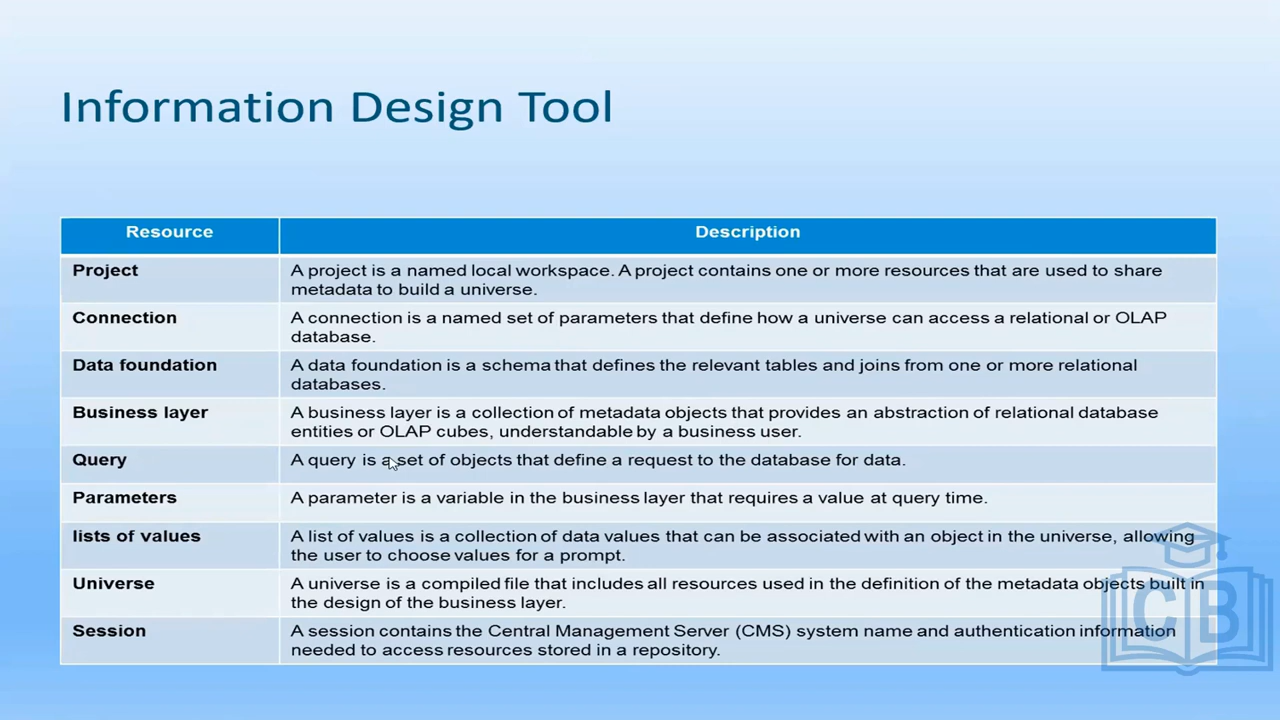 Information Design Tool
Resource
Description
Project
A project is a named local workspace. A project contains one or more resources that are used to share
metadata to build a universe.
Connection
A connection is a named set of parameters that define how a universe can access a relational or OLAP
database.
Data foundation
A data foundation is a schema that defines the relevant tables and joins from one or more relational
databases.
Business layer
A business layer is a collection of metadata objects that provides an abstraction of relational database
entities or OLAP cubes, understandable by a business user.
Query
A query is a set of objects that define a request to the database for data.
Parameters
A parameter is a variable in the business layer that requires a value at query time.
lists of values
A list of values is a collection of data values that can be associated with an object in the universe, allowing
the user to choose values for a prompt.
Universe
A universe is a compiled file that includes all resources used in the definition of the metadata objects built in
the design of the business layer.
Session
A session contains the Central Management Server (CMS) system name and authentication information
needed to access resources stored in a repository.
CB